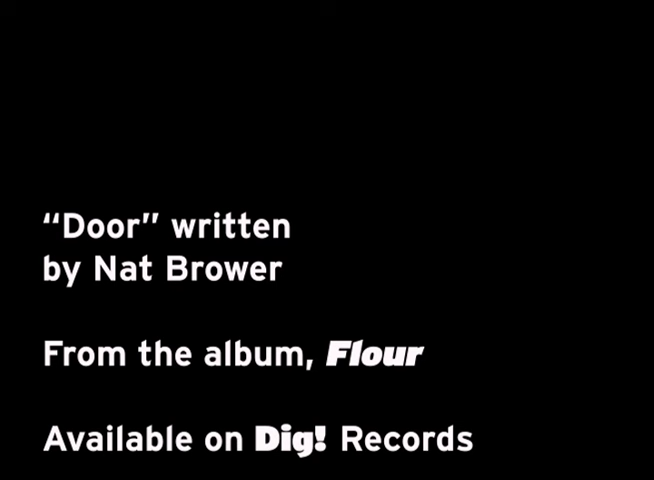 “Door” written
by Nat Brower
From the album, Flour
Available on Dig! Records